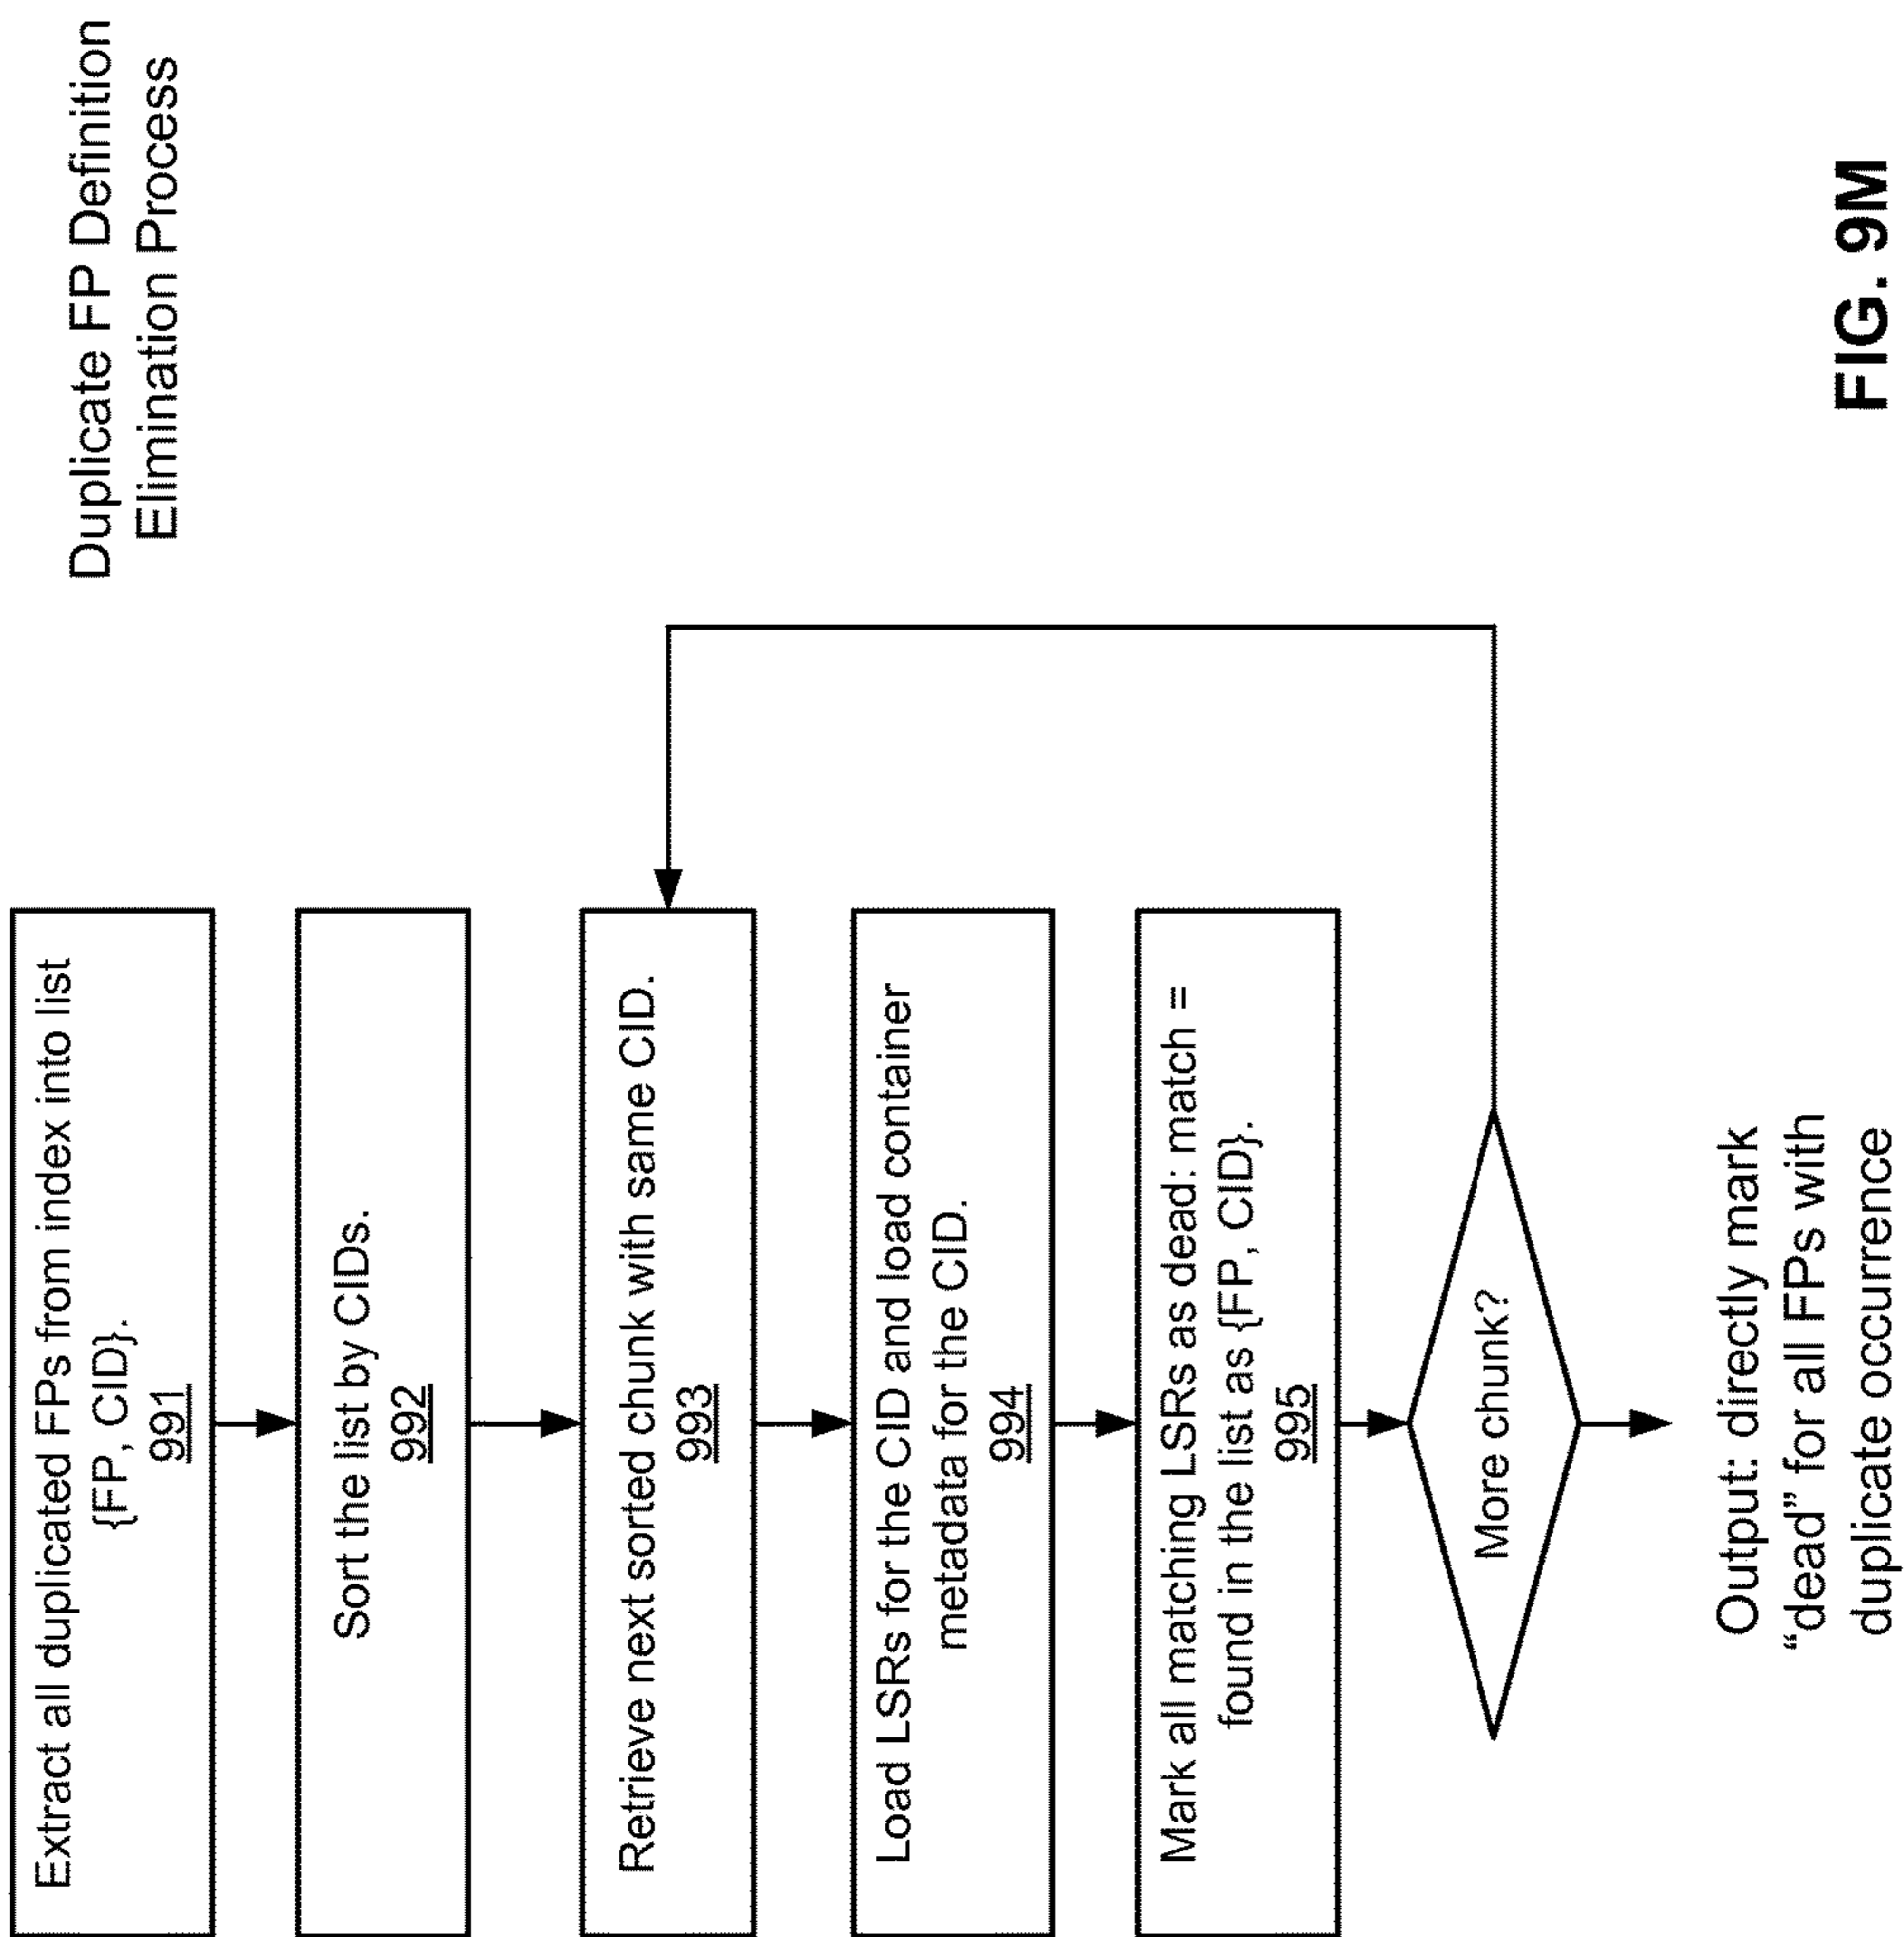 Duplicate FP Definition
Elimination Process
Extract all duplicated FPs from index into list
{FP, CID}.
991
Sort the list by CIDs.
992
Retrieve next sorted chunk with same CID.
993
Load LSRs for the CID and load container
metadata for the CID.
994
Mark all matching LSRs as dead: match =
found in the list as {FP, CID}.
995
More chunk?
Output: directly mark
“dead” for all FPs with
duplicate occurrence
FIG. 9M